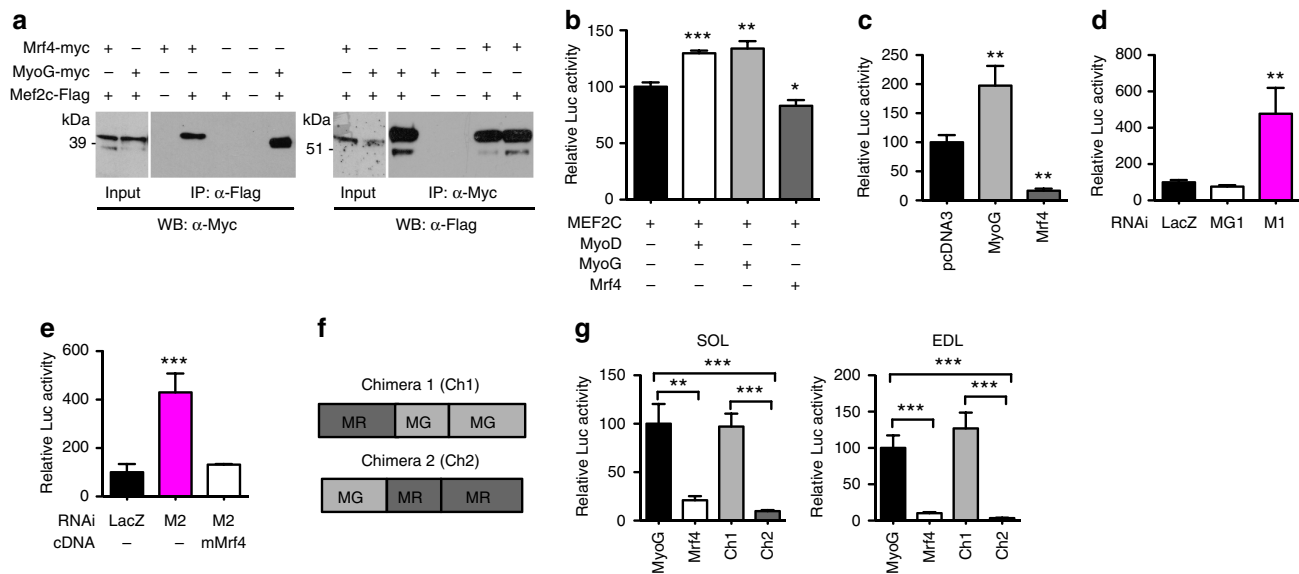 a
Mrf4-myc + – + + – – – – – – – – + +
MyoG-myc – + – – – – + – + + + – – –
Mef2c-Flag + + – + + – + + + + – – + +
kDa
39 -
Input
IP: α-Flag
WB: α-Myc
kDa
51 -
Input
IP: α-Myc
WB: α-Flag
b
Relative Luc activity
150
100
50
0
***
**
*
MEF2C + + + +
MyoD – + – –
MyoG – – + –
Mrf4 – – – +
c
Relative Luc activity
250
200
150
100
50
0
**
**
pcDNA3
MyoG
Mrf4
d
Relative Luc activity
800
600
400
200
0
**
RNAi LacZ MG1 M1
e
Relative Luc activity
600
400
200
0
***
RNAi LacZ M2 M2
cDNA – – mMrf4
f
Chimera 1 (Ch1)
MR MG MG
Chimera 2 (Ch2)
MG MR MR
g
SOL
Relative Luc activity
150
100
50
0
***
**
***
MyoG
Mrf4
Ch1
Ch2
EDL
Relative Luc activity
200
150
100
50
0
***
***
***
MyoG
Mrf4
Ch1
Ch2